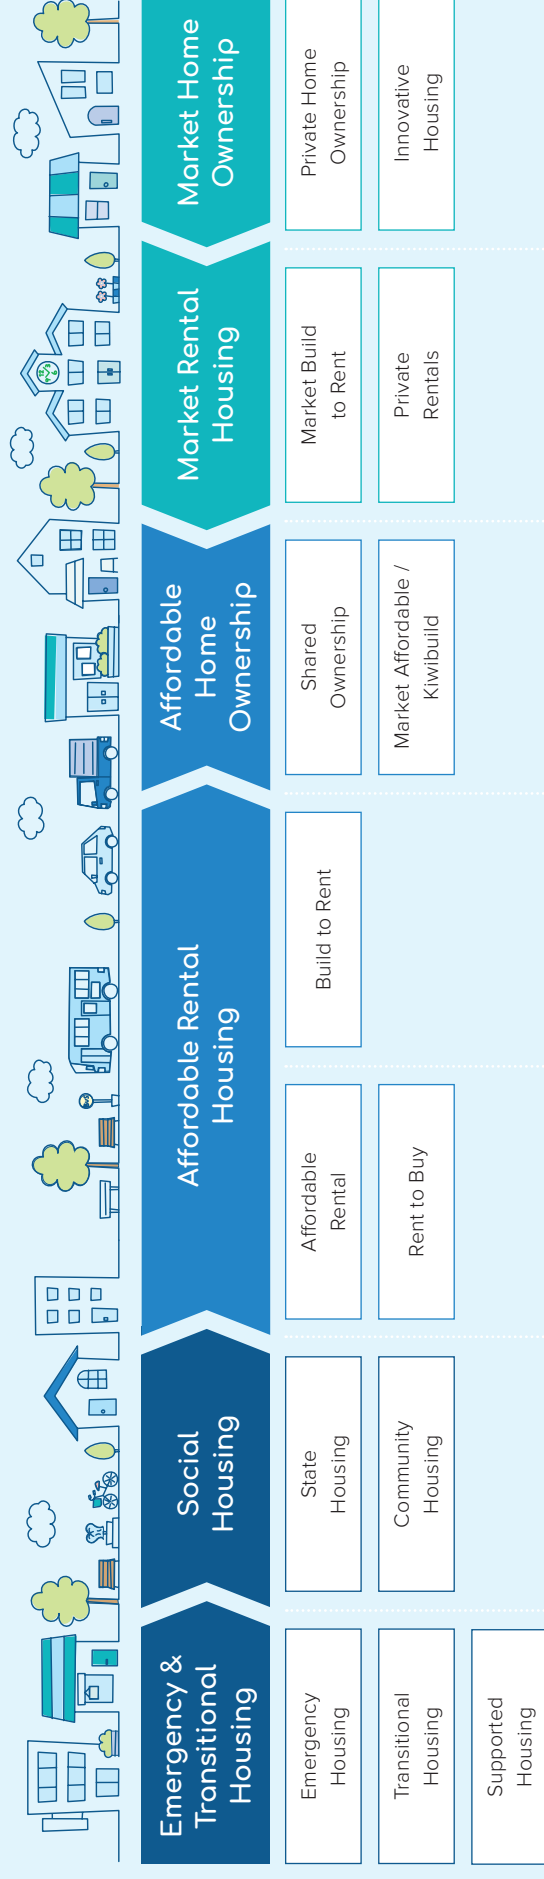 Emergency &
Transitional
Housing
Social
Housing
Affordable Rental
Housing
Affordable
Home
Ownership
Market Rental
Housing
Market Home
Ownership
Emergency
Housing
Transitional
Housing
Supported
Housing
State
Housing
Community
Housing
Affordable
Rental
Rent to Buy
Build to Rent
Shared
Ownership
Market Affordable /
Kiwibuild
Market Build
to Rent
Private
Rentals
Private Home
Ownership
Innovative
Housing